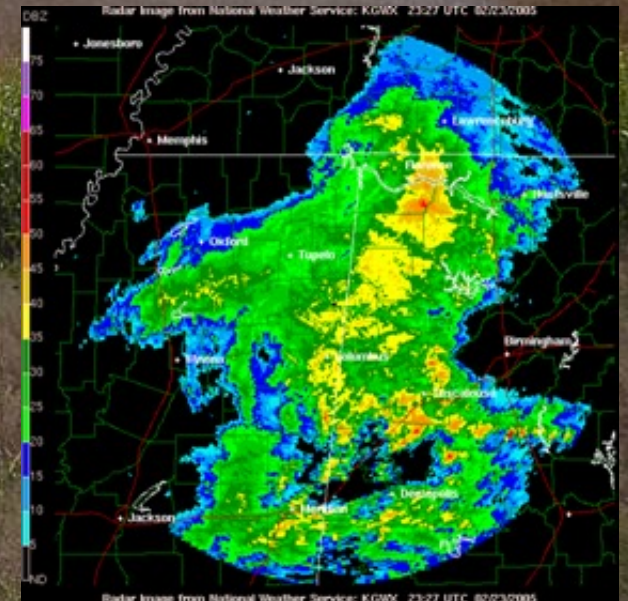 DBZ
Radar Image from National Weather Service: KGWX 23:27 UTC 02/23/2005
Jonesboro
75
Jackson
70
Lawrenceburg
65
Memphis
60
Florence
Huntsville
55
50
Oxford
Tupelo
45
40
35
Birmingham
Columbus
30
Tuscaloosa
25
20
15
Demopolis
10
Meridian
Jackson
5
ND
Radar Image from National Weather Service: KGWX 23:27 UTC 02/23/2005